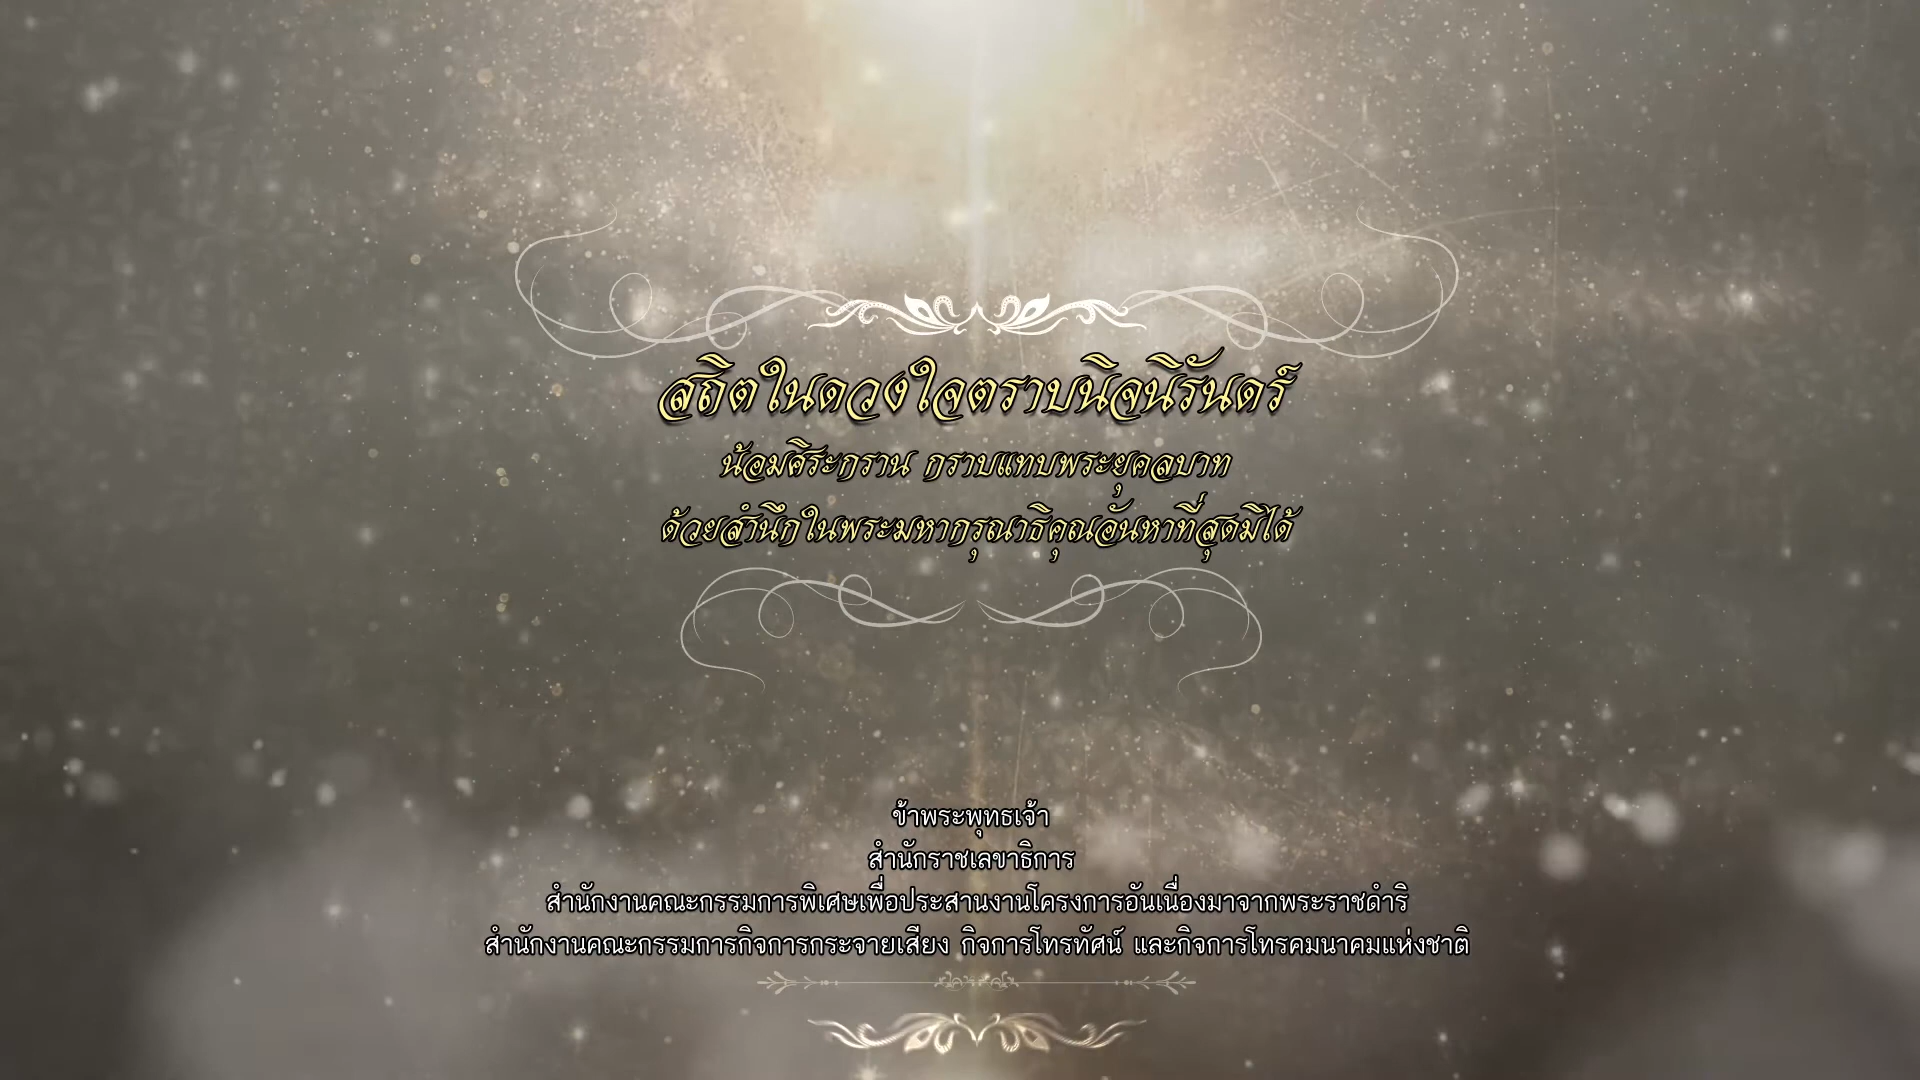 สถิตในดวงใจตราบนิจนิรันดร์
น้อมศิระกราน กราบแทบพระยุคลบาท
ด้วยสำนึกในพระมหากรุณาธิคุณอันหาที่สุดมิได้
ข้าพระพุทธเจ้า
สำนักราชเลขาธิการ
สำนักงานคณะกรรมการพิเศษเพื่อประสานงานโครงการอันเนื่องมาจากพระราชดำริ
สำนักงานคณะกรรมการกิจการกระจายเสียง กิจการโทรทัศน์ และกิจการโทรคมนาคมแห่งชาติ